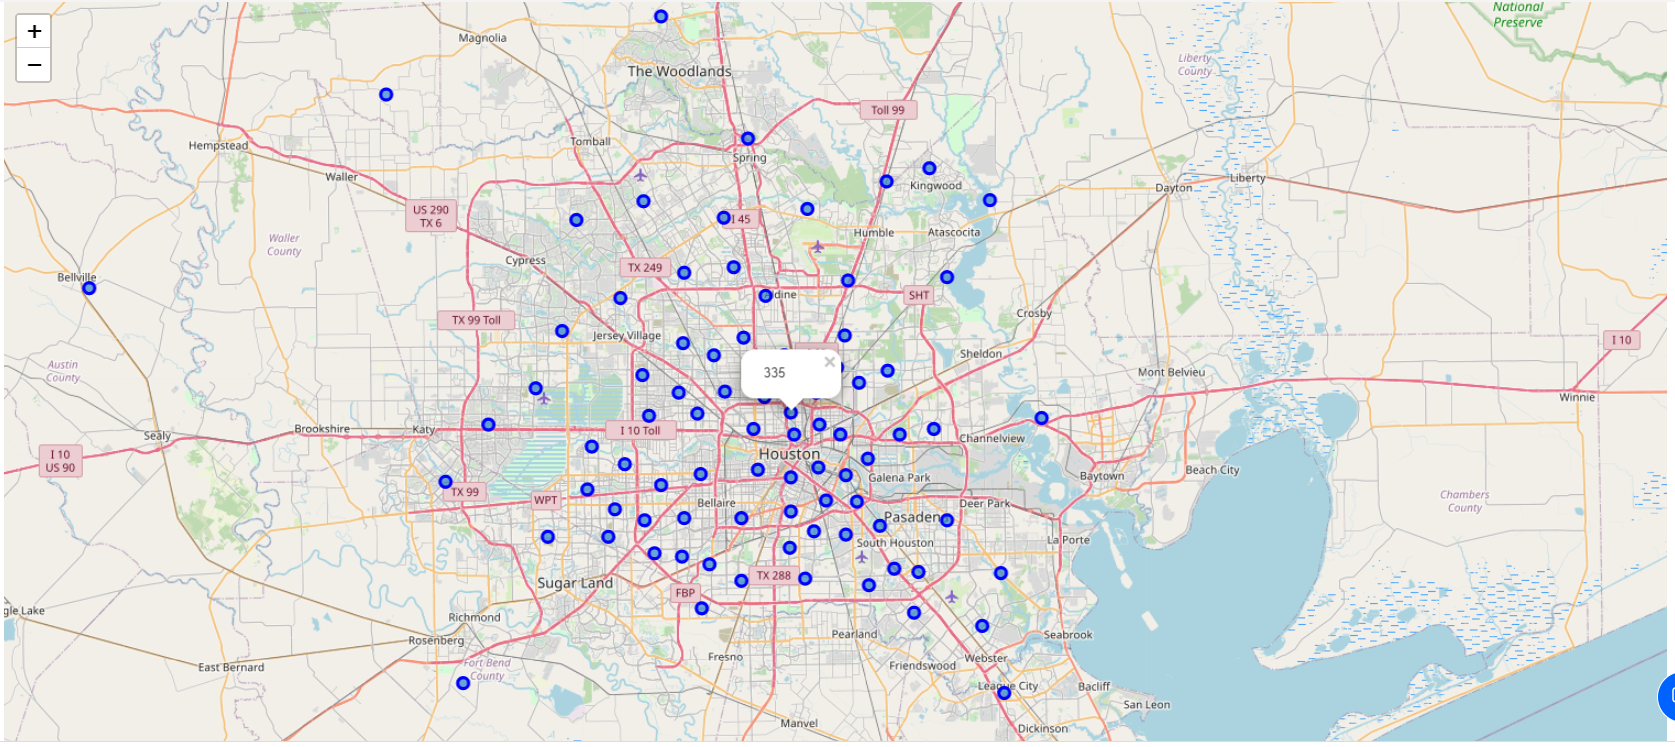 +
−
National
Preserve
Magnolia
Liberty
County
The Woodlands
Toll 99
Hempstead
Tomball
Spring
Waller
Kingwood
Dayton
Liberty
US 290
TX 6
I 45
Waller
County
Humble
Atascocita
Cypress
TX 249
Bellville
SHT
dine
Crosby
TX 99 Toll
Jersey Village
I 10
Sheldon
Austin
County
Mont Belvieu
335
×
Winnie
Brookshire
Katy
I 10 Toll
Sealy
Channelview
I 10
US 90
Houston
Beach City
Galena Park
Baytown
TX 99
WPT
Bellaire
Deer Park
Chambers
County
Pasaden
La Porte
South Houston
Sugar Land
TX 288
FBP
gle Lake
Richmond
Rosenberg
Pearland
Seabrook
East Bernard
Fort Bend
County
Fresno
Friendswood
Webster
League City
Bacliff
San Leon
Manvel
Dickinson